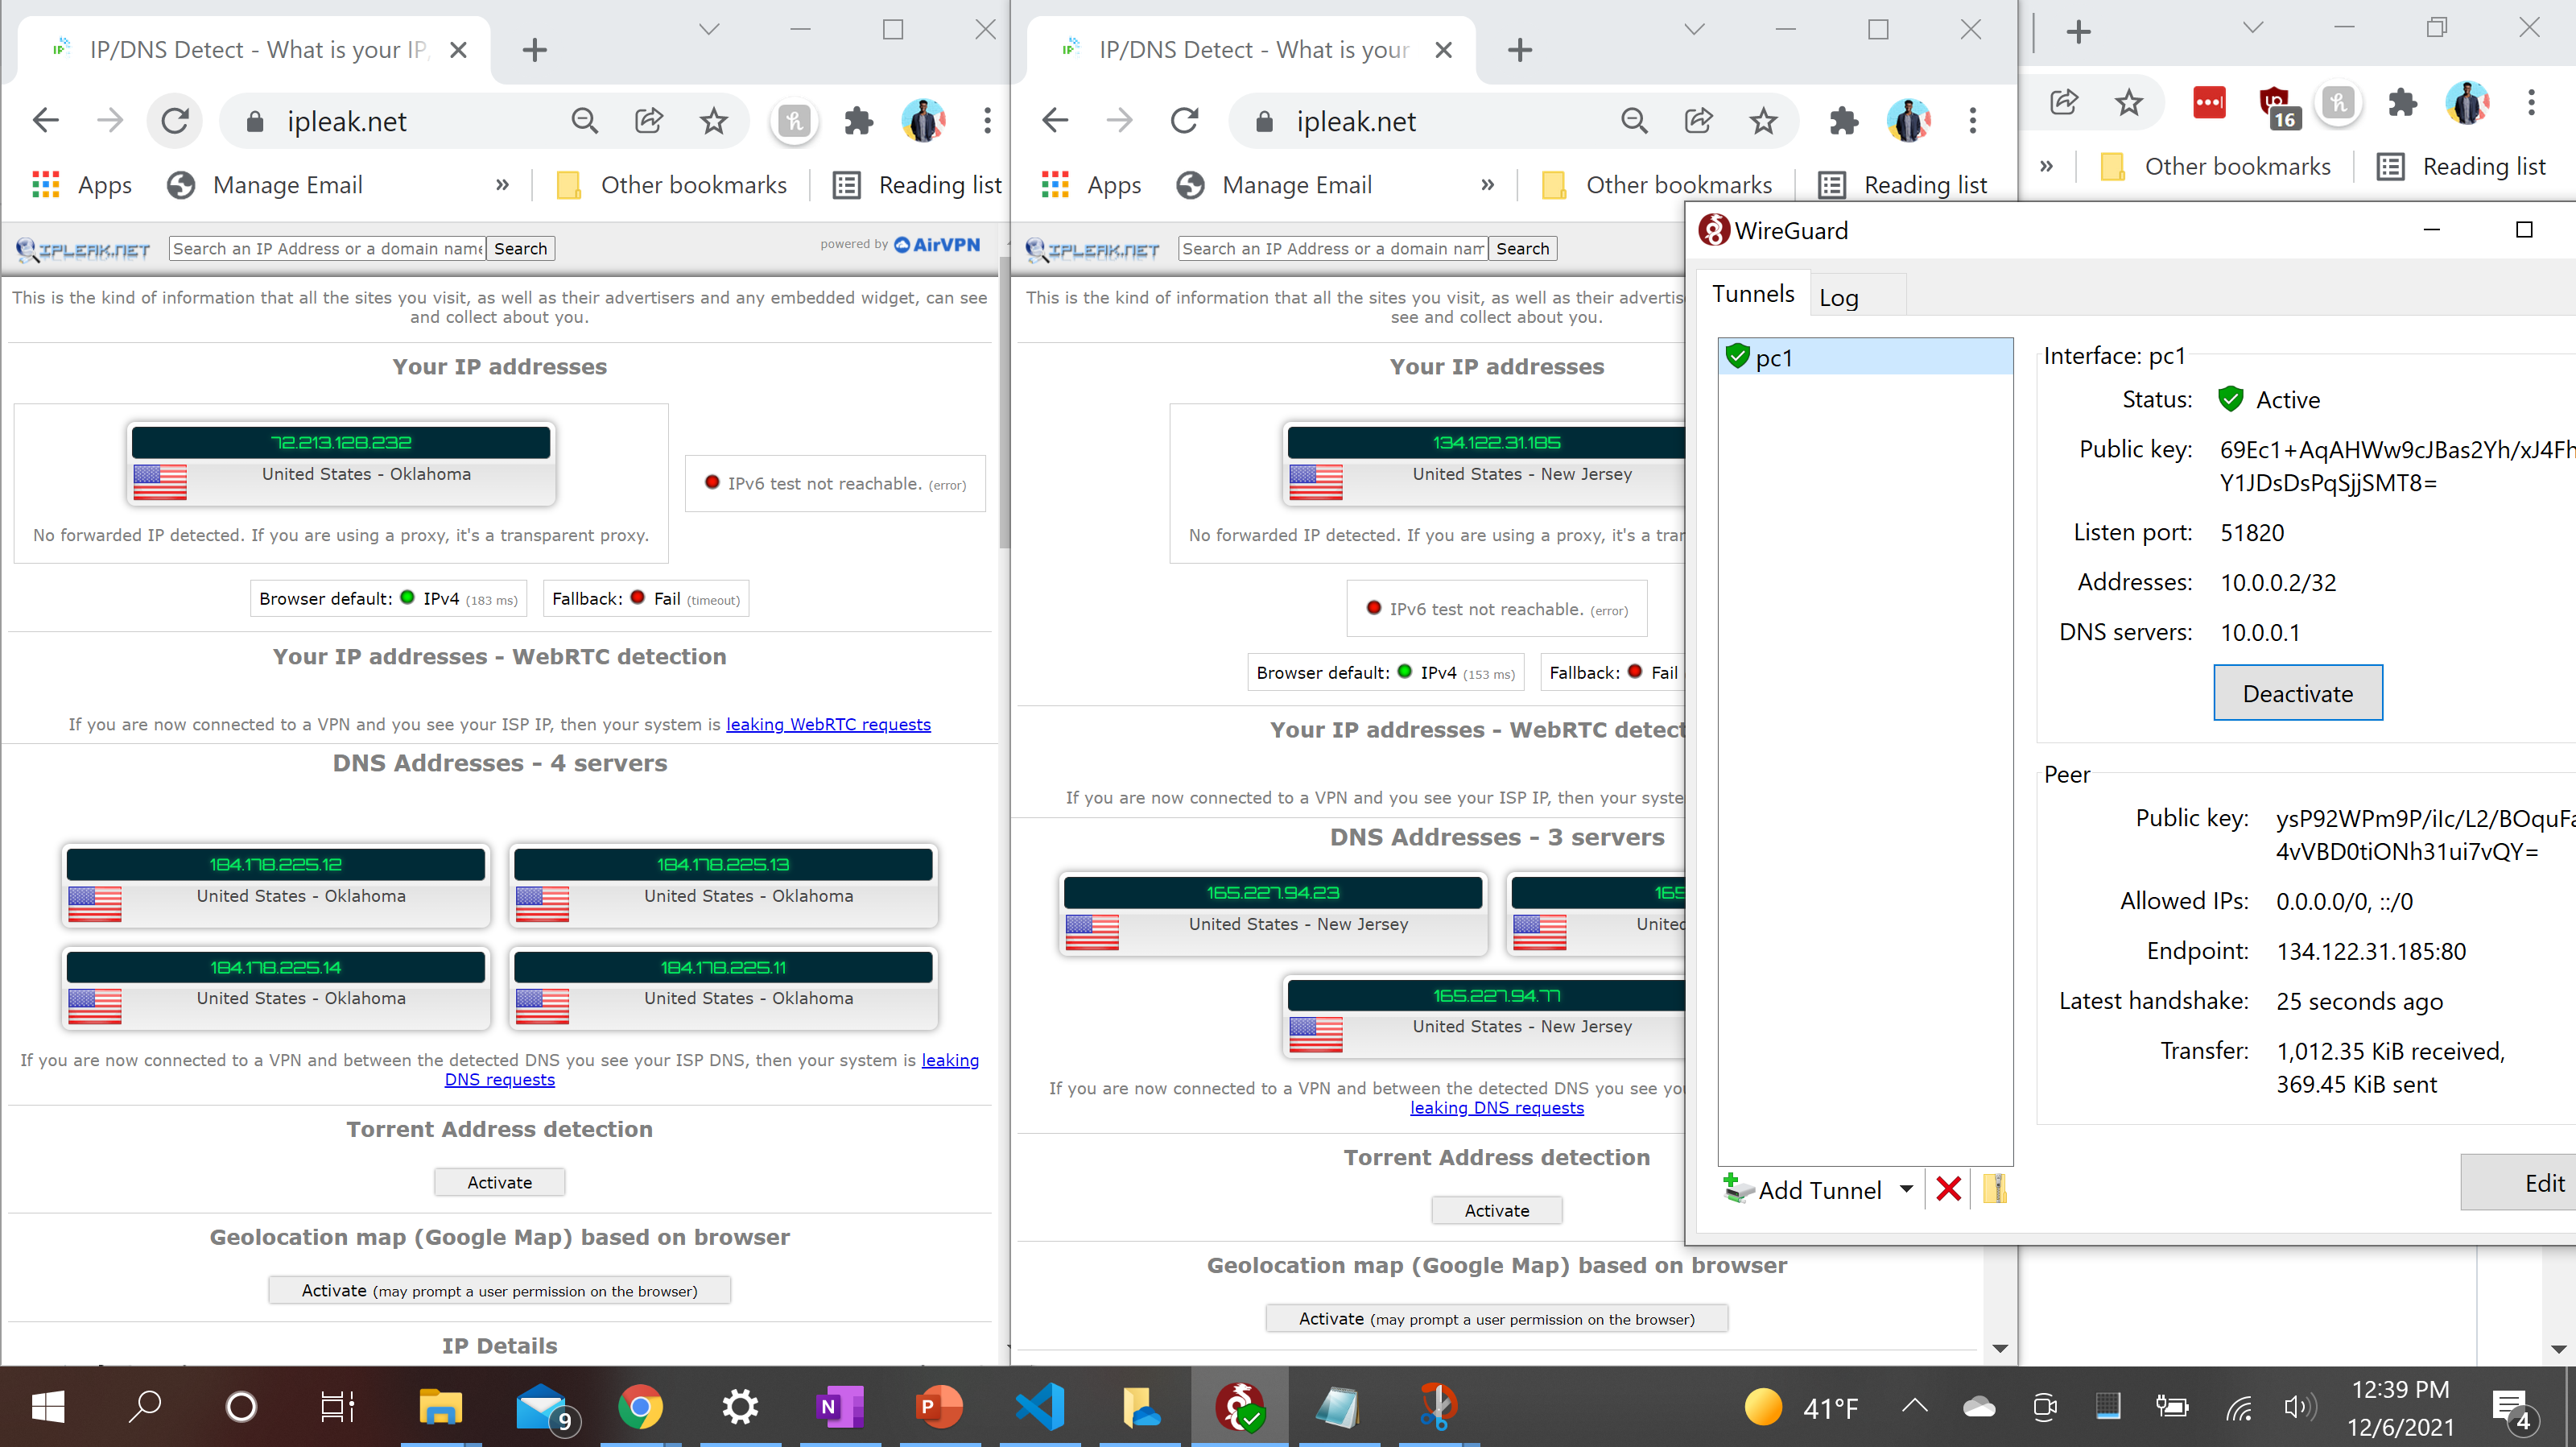 IP/DNS Detect - What is your IP,
ipleak.net
Apps
Manage Email
»
Other bookmarks
Reading list
IPLEAK.NET
Search an IP Address or a domain name
Search
powered by AirVPN
This is the kind of information that all the sites you visit, as well as their advertisers and any embedded widget, can see
and collect about you.
Your IP addresses
72.213.128.232
United States - Oklahoma
No forwarded IP detected. If you are using a proxy, it's a transparent proxy.
IPv6 test not reachable. (error)
Browser default: IPv4 (183 ms)
Fallback: Fail (timeout)
Your IP addresses - WebRTC detection
If you are now connected to a VPN and you see your ISP IP, then your system is leaking WebRTC requests
DNS Addresses - 4 servers
184.178.225.12
United States - Oklahoma
184.178.225.13
United States - Oklahoma
184.178.225.14
United States - Oklahoma
184.178.225.11
United States - Oklahoma
If you are now connected to a VPN and between the detected DNS you see your ISP DNS, then your system is leaking
DNS requests
Torrent Address detection
Activate
Geolocation map (Google Map) based on browser
Activate (may prompt a user permission on the browser)
IP Details
IP/DNS Detect - What is your
ipleak.net
Apps
Manage Email
»
Other bookmarks
Reading list
IPLEAK.NET
Search an IP Address or a domain nam
Search
This is the kind of information that all the sites you visit, as well as their advertis
see and collect about you.
Your IP addresses
134.122.31.185
United States - New Jersey
No forwarded IP detected. If you are using a proxy, it's a trar
IPv6 test not reachable. (error)
Browser default: IPv4 (153 ms)
Fallback: Fail
Your IP addresses - WebRTC detect
If you are now connected to a VPN and you see your ISP IP, then your syste
DNS Addresses - 3 servers
165.227.94.23
United States - New Jersey
165
United
165.227.94.77
United States - New Jersey
If you are now connected to a VPN and between the detected DNS you see you
leaking DNS requests
Torrent Address detection
Activate
Geolocation map (Google Map) based on browser
Activate (may prompt a user permission on the browser)
16
»
Other bookmarks
Reading list
WireGuard
Tunnels
Log
pc1
Interface: pc1
Status: Active
Public key: 69Ec1+AqAHWw9cJBas2Yh/xJ4Fh
Y1JDsDsPqSjjSMT8=
Listen port: 51820
Addresses: 10.0.0.2/32
DNS servers: 10.0.0.1
Deactivate
Peer
Public key: ysP92WPm9P/iIc/L2/BOquFa
4vVBD0tiONh31ui7vQY=
Allowed IPs: 0.0.0.0/0, ::/0
Endpoint: 134.122.31.185:80
Latest handshake: 25 seconds ago
Transfer: 1,012.35 KiB received,
369.45 KiB sent
Add Tunnel
Edit
9
41°F
12:39 PM
12/6/2021
4